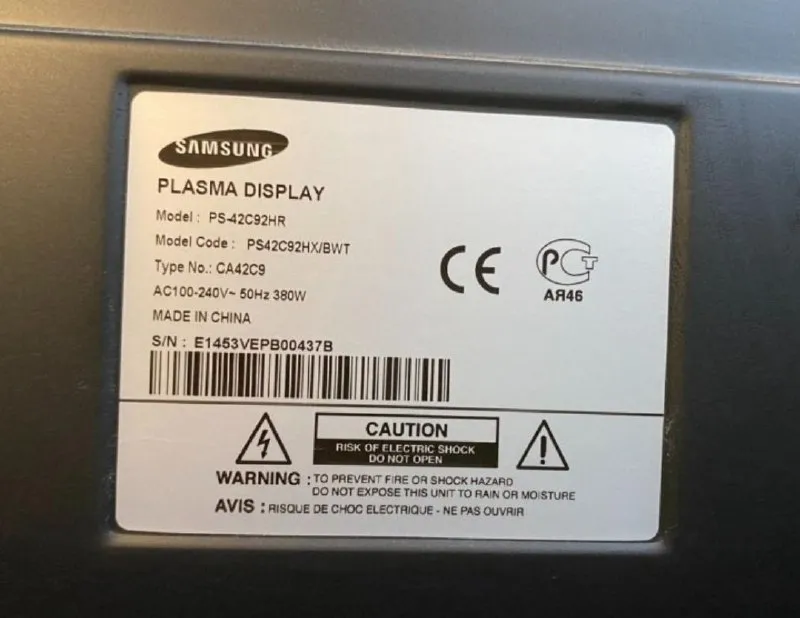 SAMSUNG
PLASMA DISPLAY
Model : PS-42C92HR
Model Code : PS42C92HX/BWT
Type No.: CA42C9
AC100-240V~ 50Hz 380W
MADE IN CHINA
S/N : E1453VEPB00437B
CE
РСТ
АЯ46
CAUTION
RISK OF ELECTRIC SHOCK
DO NOT OPEN
WARNING : TO PREVENT FIRE OR SHOCK HAZARD
DO NOT EXPOSE THIS UNIT TO RAIN OR MOISTURE
AVIS : RISQUE DE CHOC ELECTRIQUE - NE PAS OUVRIR